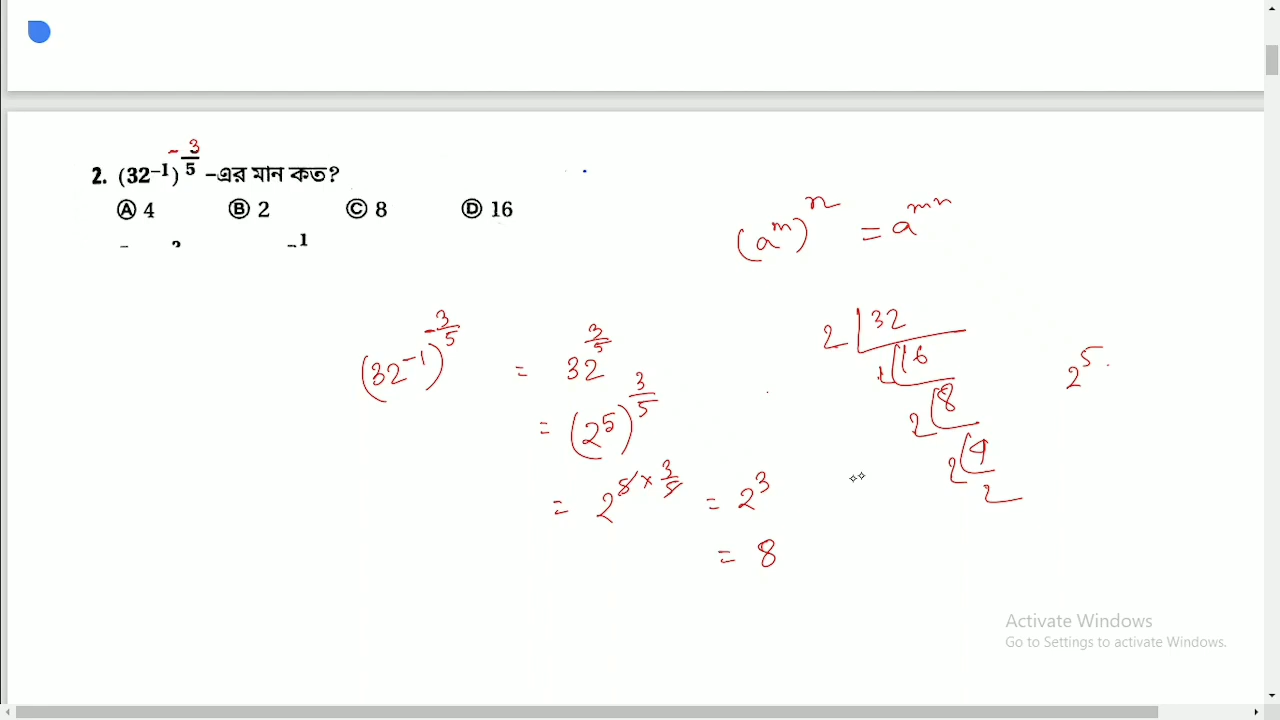 2. (32⁻¹)^(-3/5) -এর মান কত?
Ⓐ 4 Ⓑ 2 Ⓒ 8 Ⓓ 16
(aᵐ)ⁿ = aᵐⁿ
(32⁻¹)^(-3/5) = 32^(3/5)
= (2⁵)^(3/5)
= 2^(5×3/5) = 2³
= 8
2 | 32
16
2 | 8
2 | 4
2
2⁵
Activate Windows
Go to Settings to activate Windows.